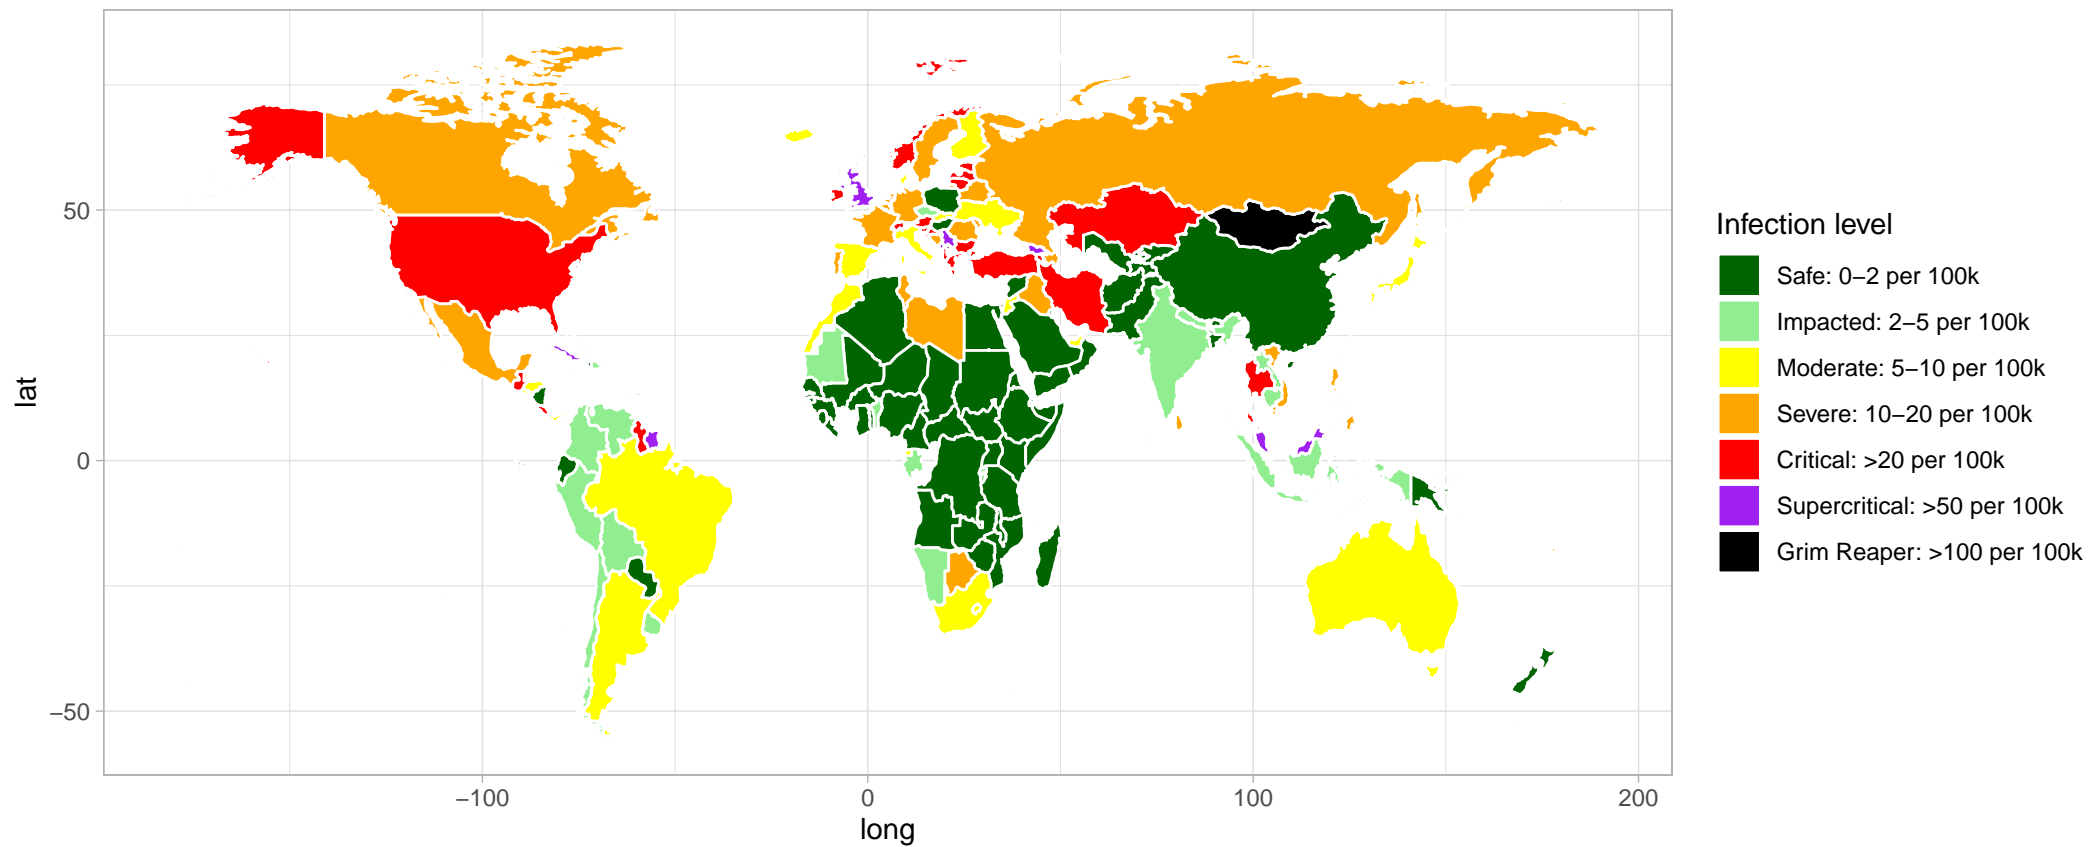 50
0
−50
lat
−100
0
100
200
long
Infection level
Safe: 0−2 per 100k
Impacted: 2−5 per 100k
Moderate: 5−10 per 100k
Severe: 10−20 per 100k
Critical: >20 per 100k
Supercritical: >50 per 100k
Grim Reaper: >100 per 100k